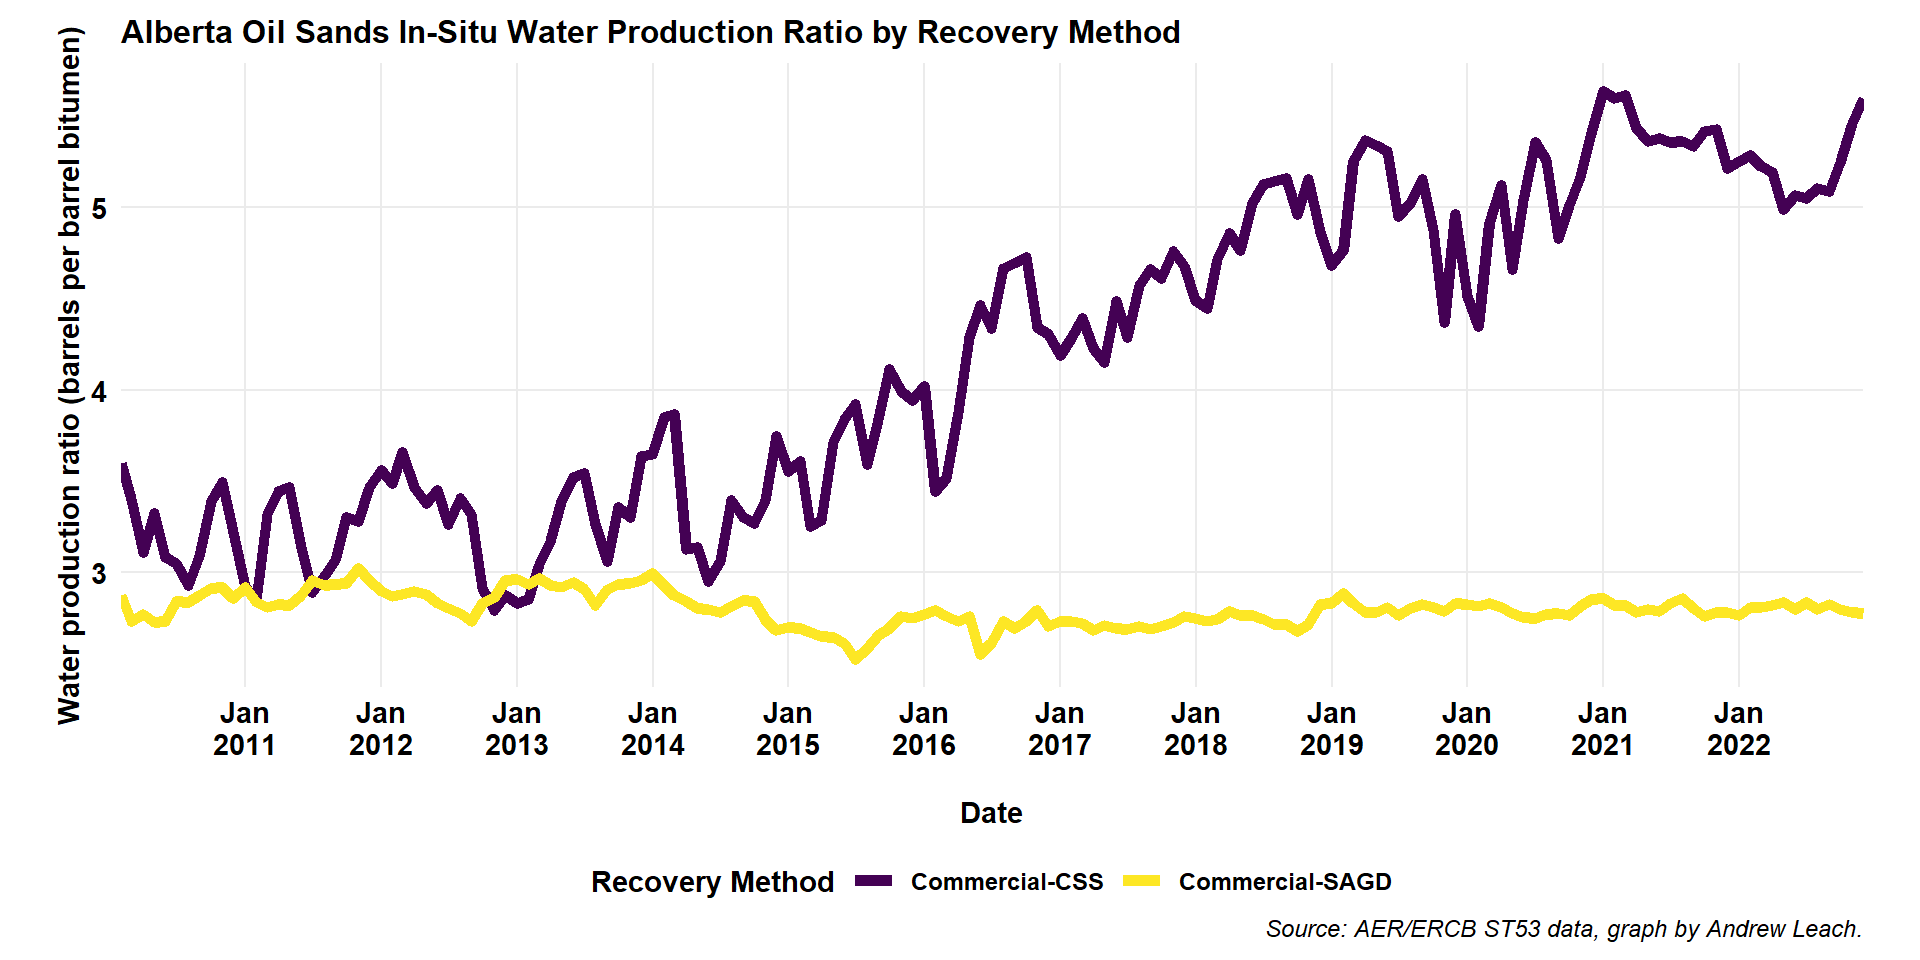 Alberta Oil Sands In-Situ Water Production Ratio by Recovery Method
Water production ratio (barrels per barrel bitumen)
5
4
3
Jan
2011
Jan
2012
Jan
2013
Jan
2014
Jan
2015
Jan
2016
Jan
2017
Jan
2018
Jan
2019
Jan
2020
Jan
2021
Jan
2022
Date
Recovery Method
Commercial-CSS
Commercial-SAGD
Source: AER/ERCB ST53 data, graph by Andrew Leach.